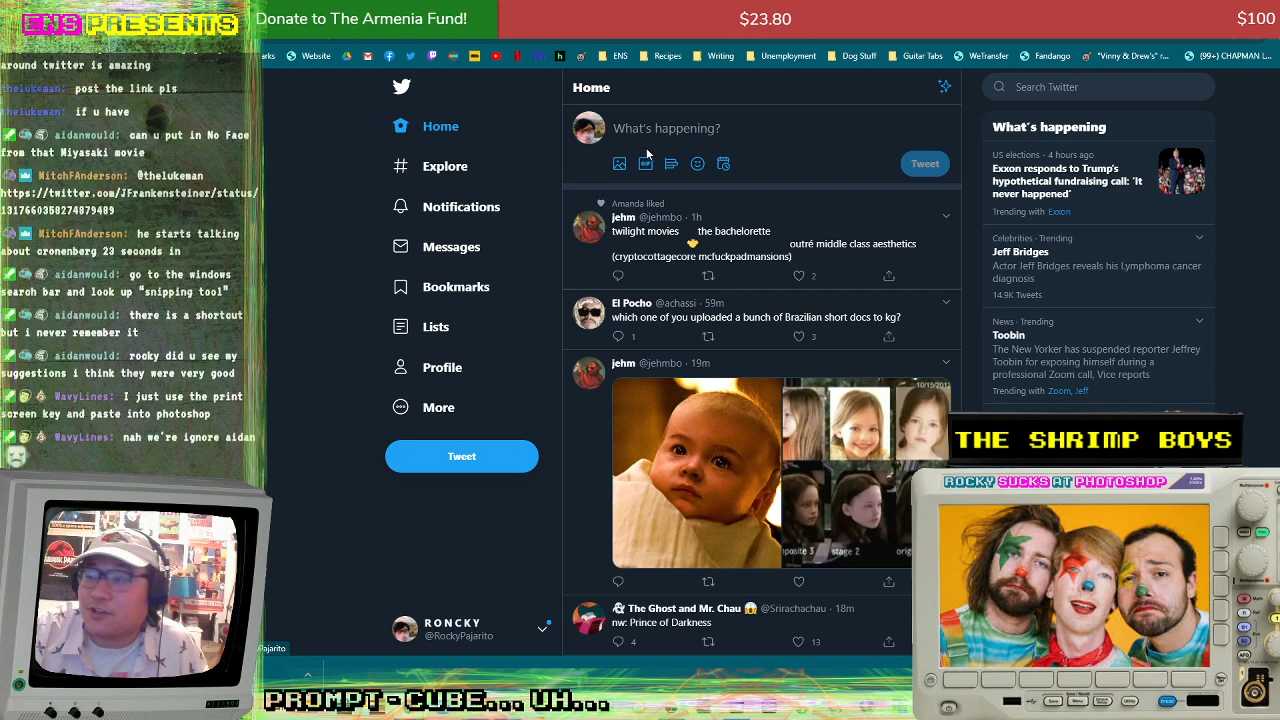 ENS PRESENTS
Donate to The Armenia Fund!
$23.80
$100
arks Website ENS Recipes Writing Unemployment Dog Stuff Guitar Tabs WeTransfer Fandango "Vinny & Drew's" r... (99+) CHAPMAN L...
around twitter is amazing
thelukeman: post the link pls
thelukeman: if u have
aidanwould: can u put in No Face
from that Miyasaki movie
MitchFAnderson: @thelukeman
https://twitter.com/JFrankensteiner/status/
1317660358274879489
MitchFAnderson: he starts talking
about cronenberg 23 seconds in
aidanwould: go to the windows
search bar and look up "snipping tool"
aidanwould: there is a shortcut
but i never remember it
aidanwould: rocky did u see my
suggestions i think they were very good
WavyLines: I just use the print
screen key and paste into photoshop
WavyLines: nah we're ignore aidan
Home
Explore
Notifications
Messages
Bookmarks
Lists
Profile
More
Tweet
RONCKY
@RockyPajarito
Pajarito
Home
What's happening?
GIF
Tweet
Amanda liked
jehm @jehmbo · 1h
twilight movies the bachelorette
outré middle class aesthetics
(cryptocottagecore mcfuckpadmansions)
2
El Pocho @achassi · 59m
which one of you uploaded a bunch of Brazilian short docs to kg?
1 3
jehm @jehmbo · 19m
10/15/2012
posite 3 stage 2 orig
The Ghost and Mr. Chau @Srirachachau · 18m
nw: Prince of Darkness
4 13
Search Twitter
What's happening
US elections · 4 hours ago
Exxon responds to Trump's
hypothetical fundraising call: 'It
never happened'
Trending with Exxon
Celebrities · Trending
Jeff Bridges
Actor Jeff Bridges reveals his Lymphoma cancer
diagnosis
14.9K Tweets
News · Trending
Toobin
The New Yorker has suspended reporter Jeffrey
Toobin for exposing himself during a
professional Zoom call, Vice reports
Trending with Zoom, Jeff
THE SHRIMP BOYS
ROCKY SUCKS AT PHOTOSHOP
PROMPT-CUBE... UH...